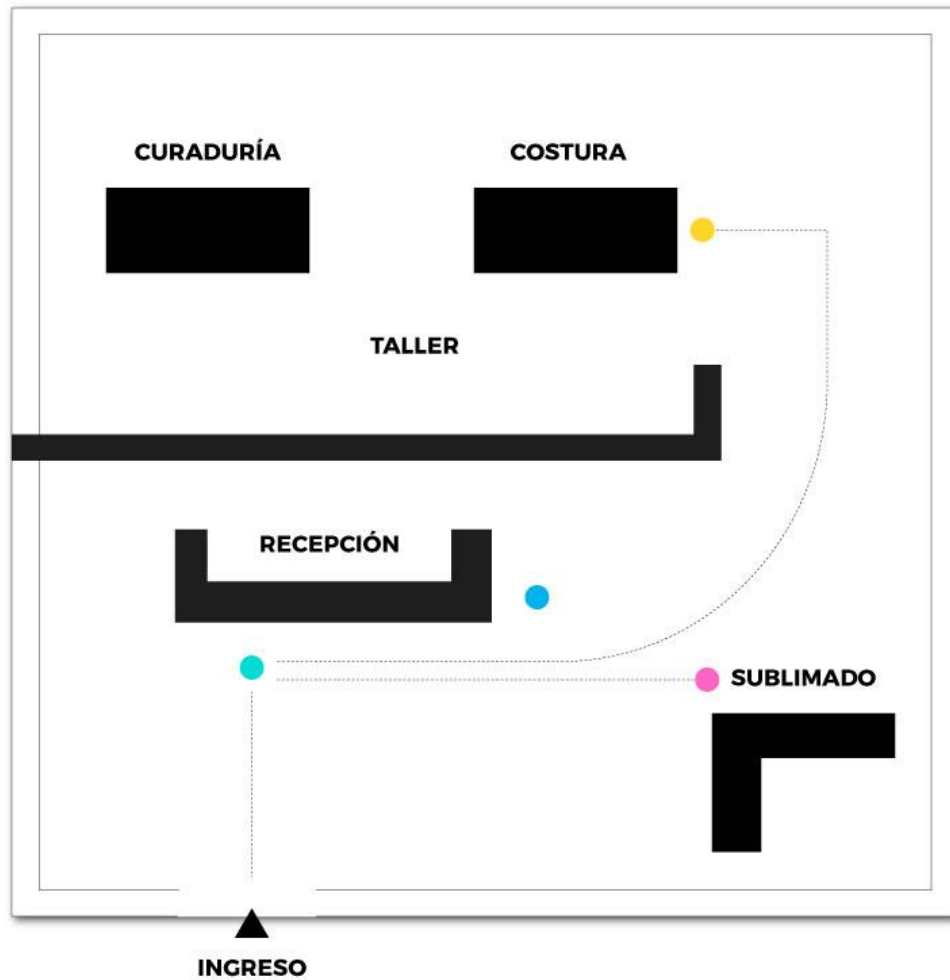 CURADURÍA
COSTURA
TALLER
RECEPCIÓN
SUBLIMADO
INGRESO